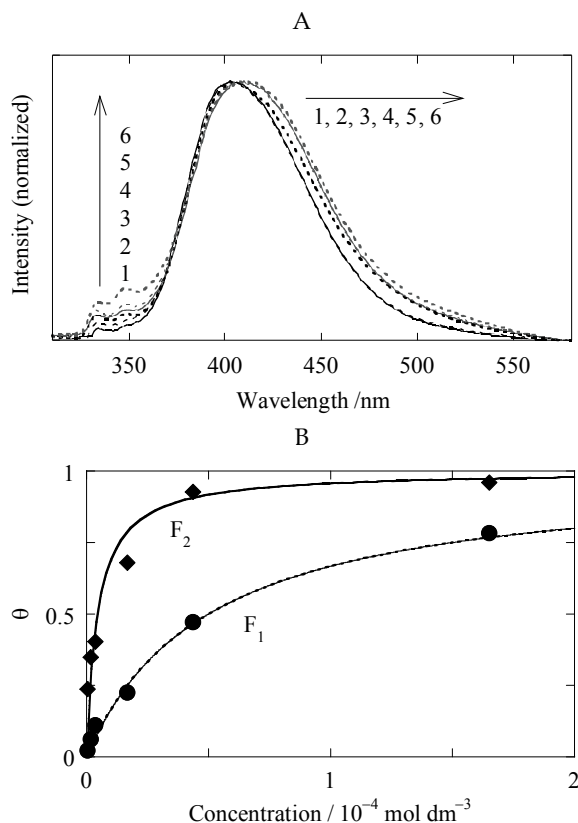 A
Intensity (normalized)
6
5
4
3
2
1
1, 2, 3, 4, 5, 6
350 400 450 500 550
Wavelength /nm
B
1
0.5
0
θ
F₂
F₁
0 1 2
Concentration / 10⁻⁴ mol dm⁻³